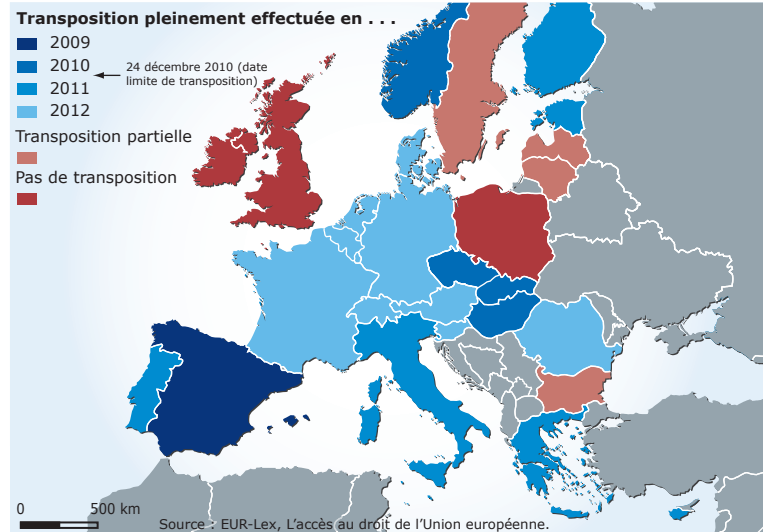 Transposition pleinement effectuée en . . .
2009
2010
24 décembre 2010 (date
limite de transposition)
2011
2012
Transposition partielle
Pas de transposition
0 500 km
Source : EUR-Lex, L’accès au droit de l’Union européenne.